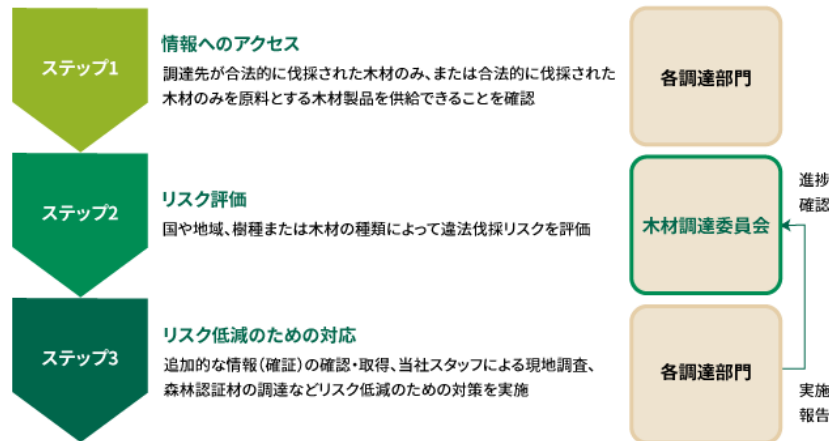 ステップ1
情報へのアクセス
調達先が合法的に伐採された木材のみ、または合法的に伐採された
木材のみを原料とする木材製品を供給できることを確認
各調達部門
ステップ2
リスク評価
国や地域、樹種または木材の種類によって違法伐採リスクを評価
木材調達委員会
進捗
確認
ステップ3
リスク低減のための対応
追加的な情報(確証)の確認・取得、当社スタッフによる現地調査、
森林認証材の調達などリスク低減のための対策を実施
各調達部門
実施
報告